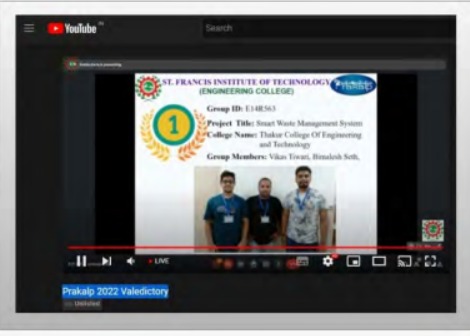 YouTube IN
Search
ST. FRANCIS INSTITUTE OF TECHNOLOGY
(ENGINEERING COLLEGE)
1
Group ID: E14R563
Project Title: Smart Waste Management System
College Name: Thakur College Of Engineering
and Technology
Group Members: Vikas Tiwari, Bimalesh Seth,
LIVE
Prakalp 2022 Valedictory
Unlisted